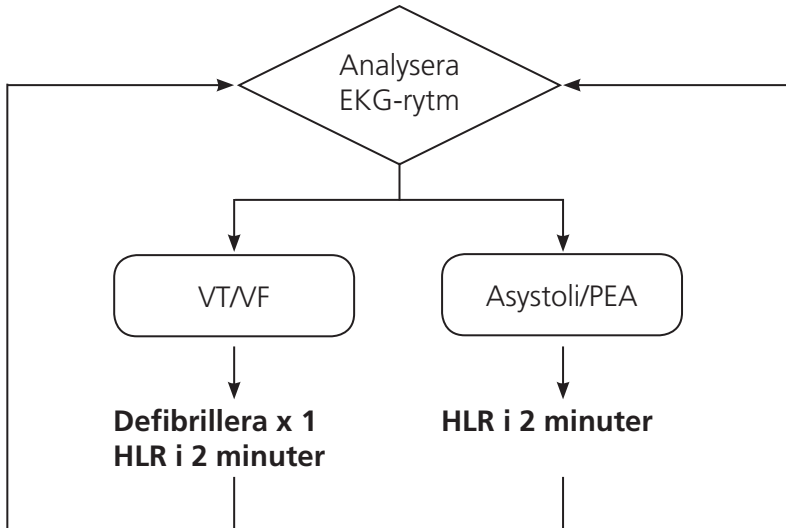 Analysera
EKG-rytm
VT/VF
Asystoli/PEA
Defibrillera x 1
HLR i 2 minuter
HLR i 2 minuter